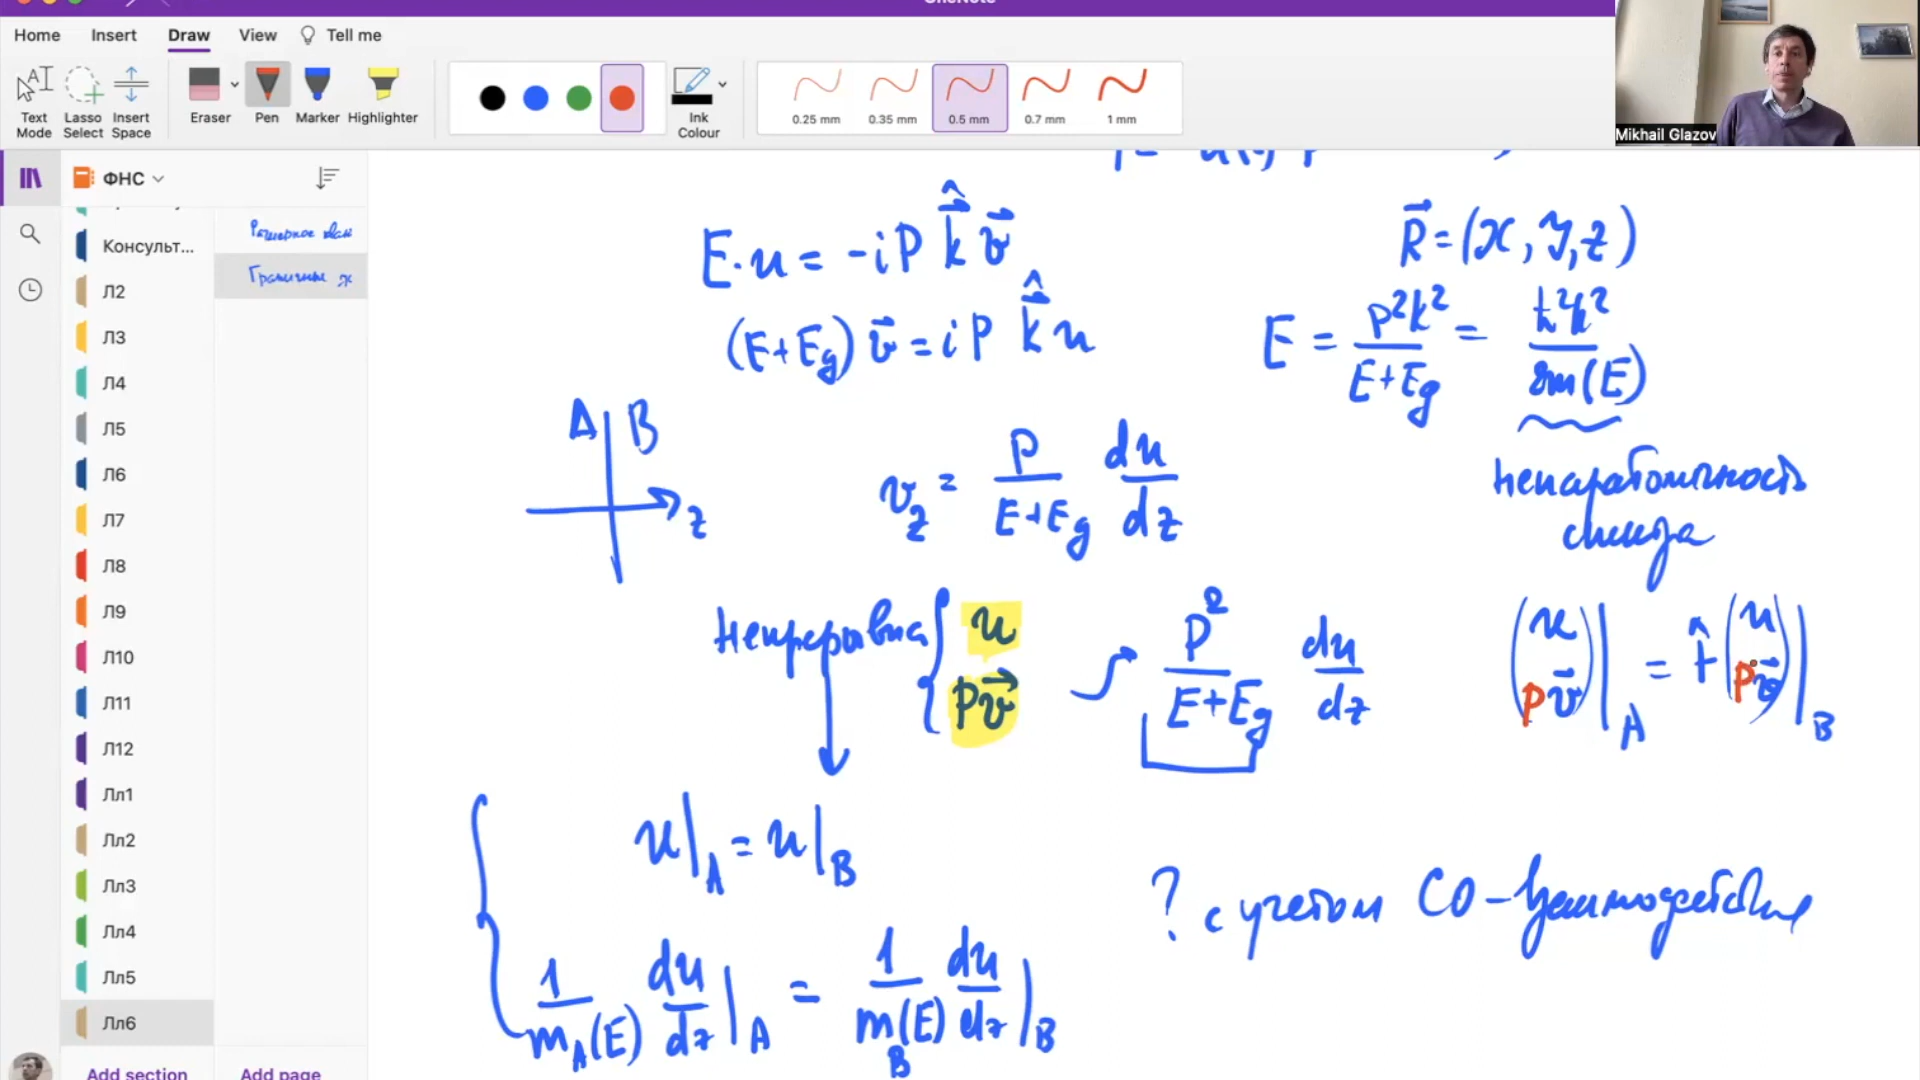 OneNote
Home Insert Draw View Tell me
Text Mode
Lasso Select
Insert Space
Eraser
Pen
Marker
Highlighter
Ink Colour
0.25 mm
0.35 mm
0.5 mm
0.7 mm
1 mm
Mikhail Glazov
ФНС
Консульт...
Л2
Л3
Л4
Л5
Л6
Л7
Л8
Л9
Л10
Л11
Л12
Лл1
Лл2
Лл3
Лл4
Лл5
Лл6
Add section
Add page
Граничные
E·u = -iP k̂ v⃗
R⃗ = (x, y, z)
(E+E_g) v⃗ = iP k̂ u
E = P²k² / (E+E_g) = ħ²k² / 2m(E)
A | B
z
v_z = P / (E+E_g) du/dz
непараболичность
спектра
Непрерывна { u
Pv⃗
P² / (E+E_g) du/dz
(u Pv⃗)|_A = t̂ (u Pv⃗)|_B
u|_A = u|_B
? с учетом СО-взаимодействия
1/m_A(E) du/dz|_A = 1/m_B(E) du/dz|_B